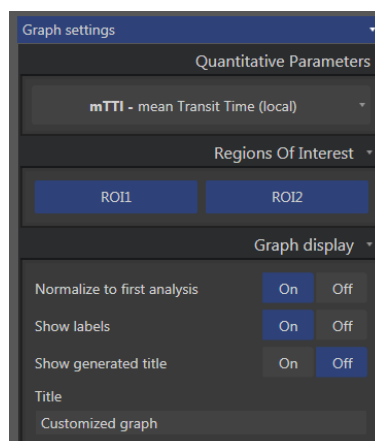 Graph settings
Quantitative Parameters
mTTI - mean Transit Time (local)
Regions Of Interest
ROI1 ROI2
Graph display
Normalize to first analysis On Off
Show labels On Off
Show generated title On Off
Title
Customized graph